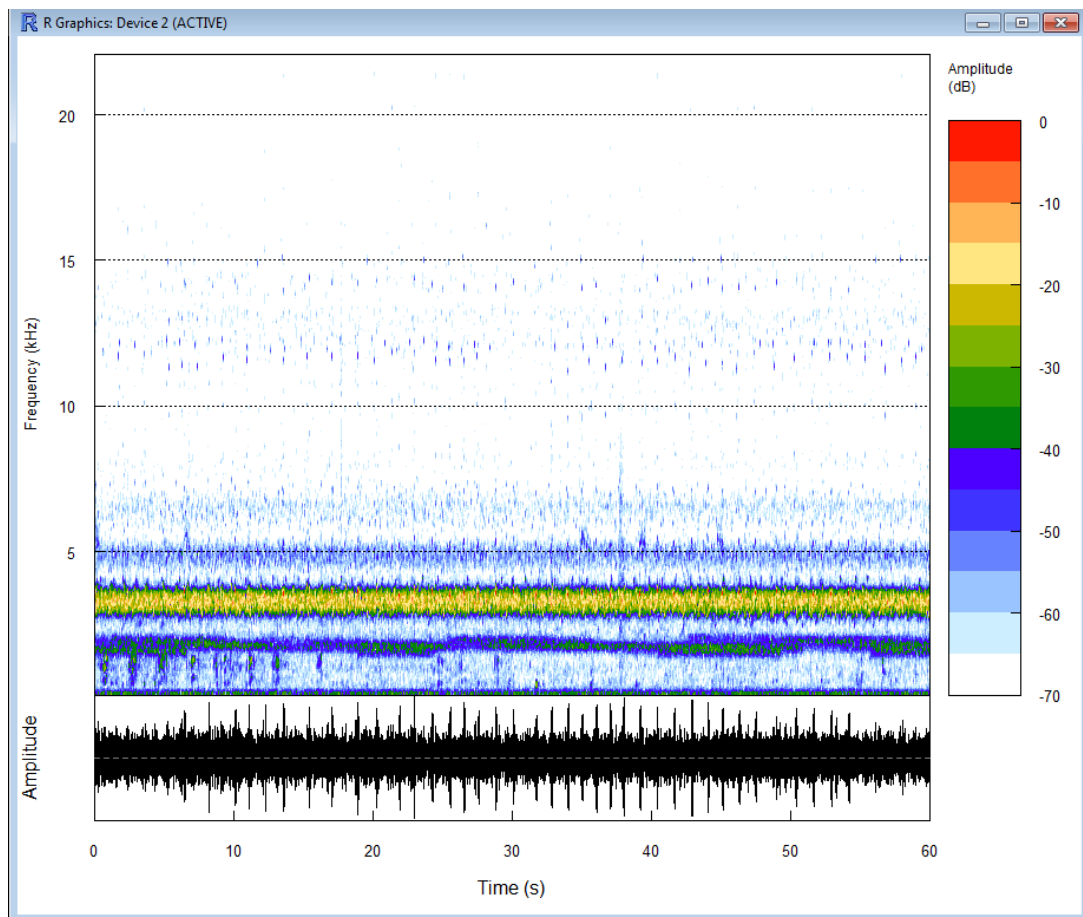 R Graphics: Device 2 (ACTIVE)
Amplitude
(dB)
0
-10
-20
-30
-40
-50
-60
-70
Frequency (kHz)
20
15
10
5
Amplitude
0 10 20 30 40 50 60
Time (s)